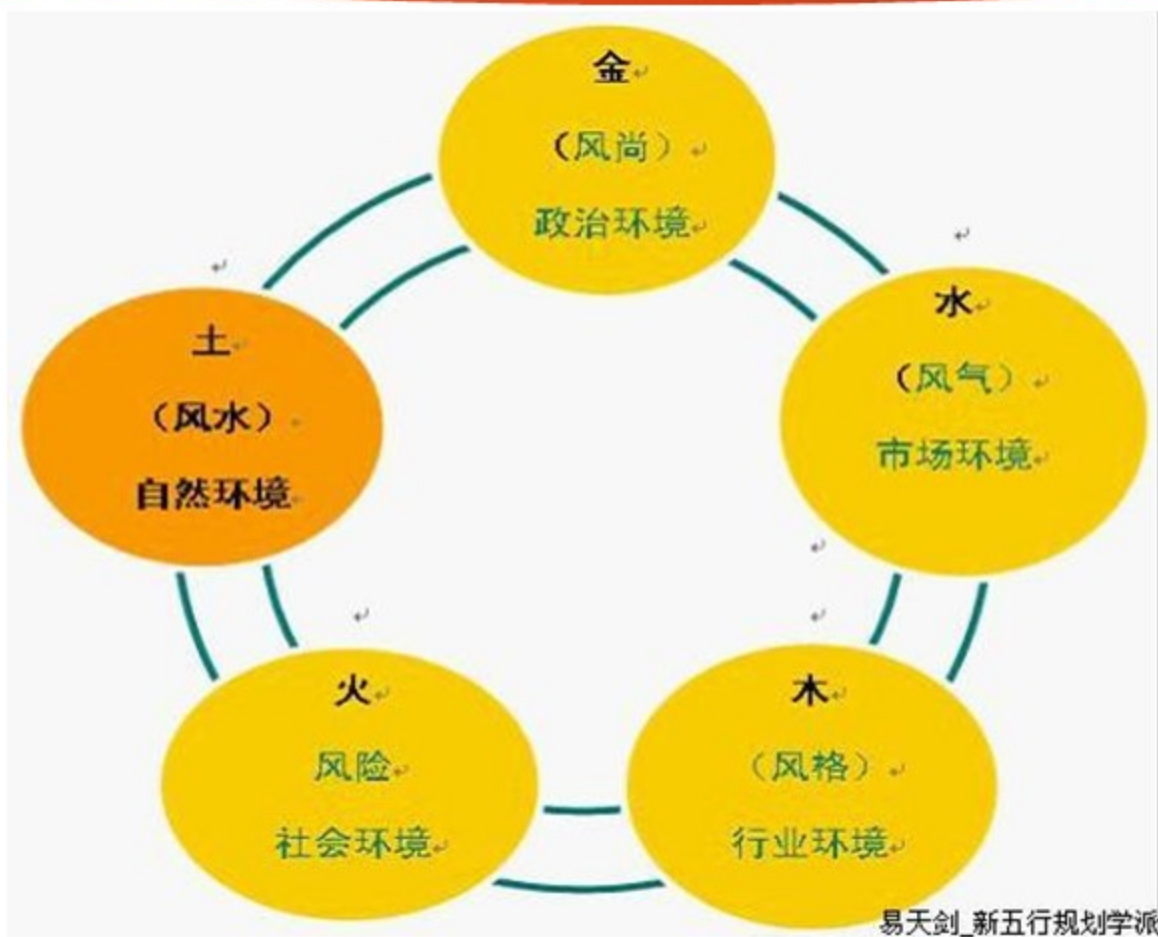 金
（风尚）
政治环境
水
（风气）
市场环境
土
（风水）
自然环境
火
风险
社会环境
木
（风格）
行业环境
易天剑_新五行规划学派